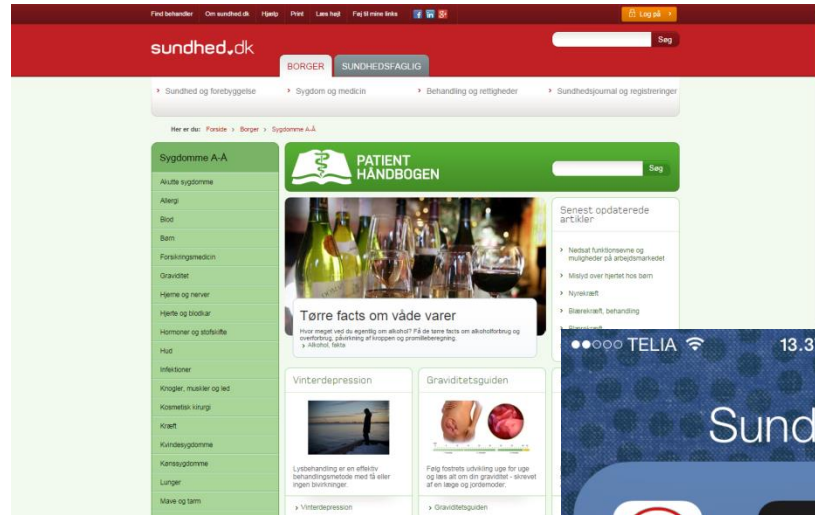 Find behandler Om sundhed.dk Hjælp Print Læs højt Føj til mine links Log på
sundhed.dk
Søg
BORGER SUNDHEDSFAGLIG
Sundhed og forebyggelse Sygdom og medicin Behandling og rettigheder Sundhedsjournal og registreringer
Her er du: Forside Borger Sygdomme A-Å
Sygdomme A-Å
Akutte sygdomme
Allergi
Blod
Børn
Forsikringsmedicin
Graviditet
Hjerne og nerver
Hjerte og blodkar
Hormoner og stofskifte
Hud
Infektioner
Knogler, muskler og led
Kosmetisk kirurgi
Kræft
Kvindesygdomme
Kønssygdomme
Lunger
Mave og tarm
PATIENT
HÅNDBOGEN
Søg
Tørre facts om våde varer
Hvor meget ved du egentlig om alkohol? Få de tørre facts om alkoholforbrug og
overforbrug, påvirkning af kroppen og promilleberegning.
Alkohol, fakta
Senest opdaterede
artikler
Nedsat funktionsevne og
muligheder på arbejdsmarkedet
Mislyd over hjertet hos børn
Nyrekræft
Blærekræft, behandling
Blærekræft
Vinterdepression
Lysbehandling er en effektiv
behandlingsmetode med få eller
ingen bivirkninger.
Vinterdepression
Graviditetsguiden
Følg fostrets udvikling uge for uge
og læs alt om din graviditet - skrevet
af en læge og jordemoder.
Graviditetsguiden
TELIA 13.3
Sund